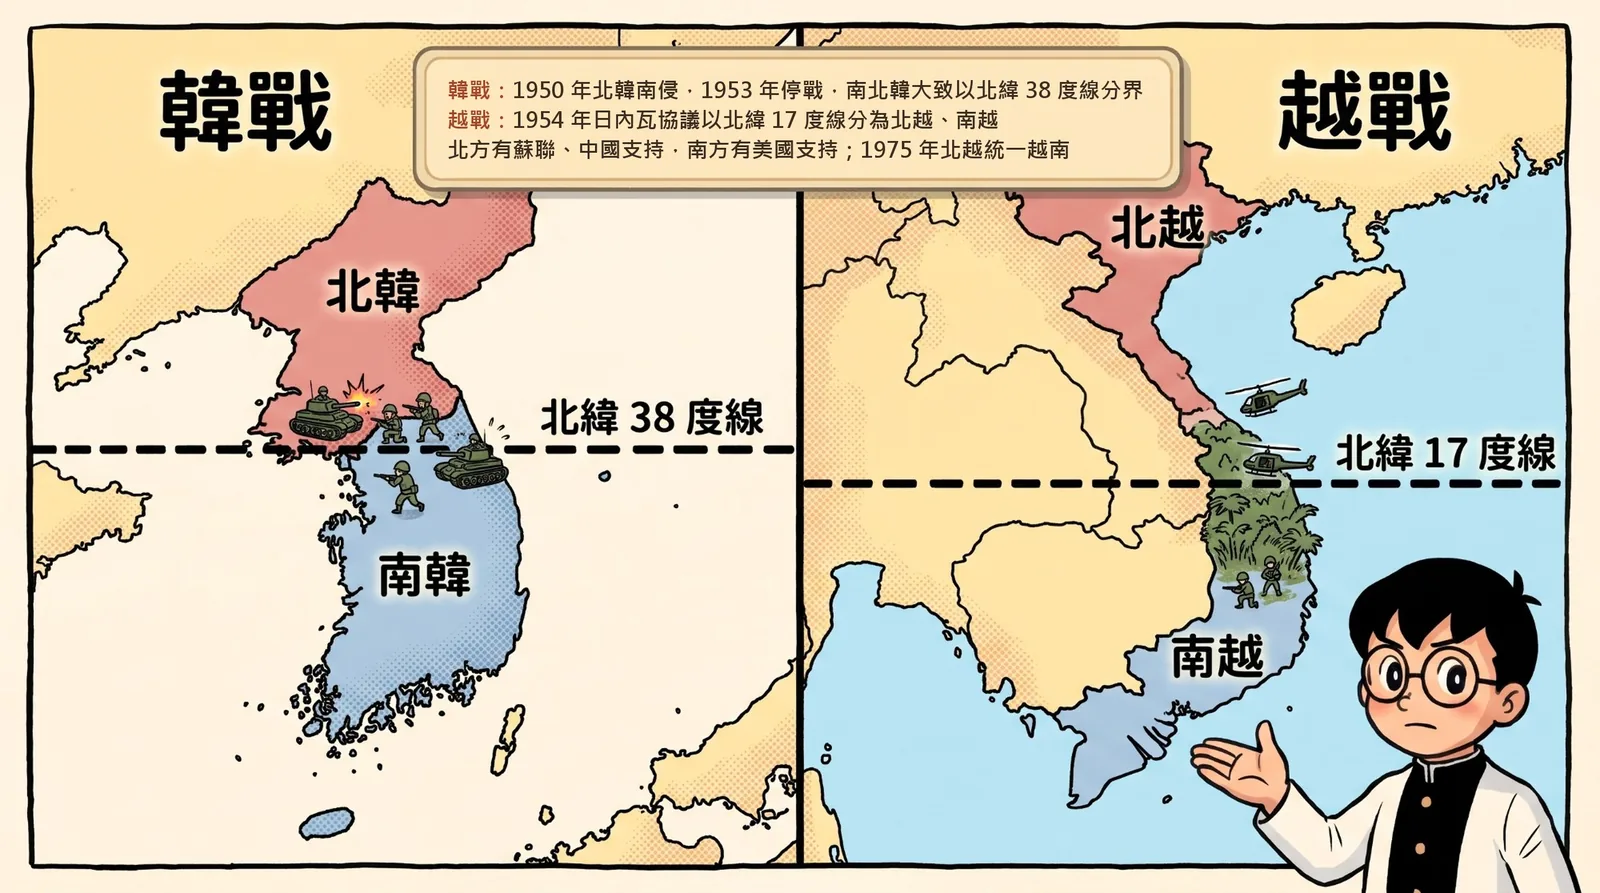 韓戰
韓戰：1950 年北韓南侵，1953 年停戰，南北韓大致以北緯 38 度線分界
越戰：1954 年日內瓦協議以北緯 17 度線分為北越、南越
北方有蘇聯、中國支持，南方有美國支持；1975 年北越統一越南
越戰
北韓
北緯 38 度線
南韓
北越
北緯 17 度線
南越